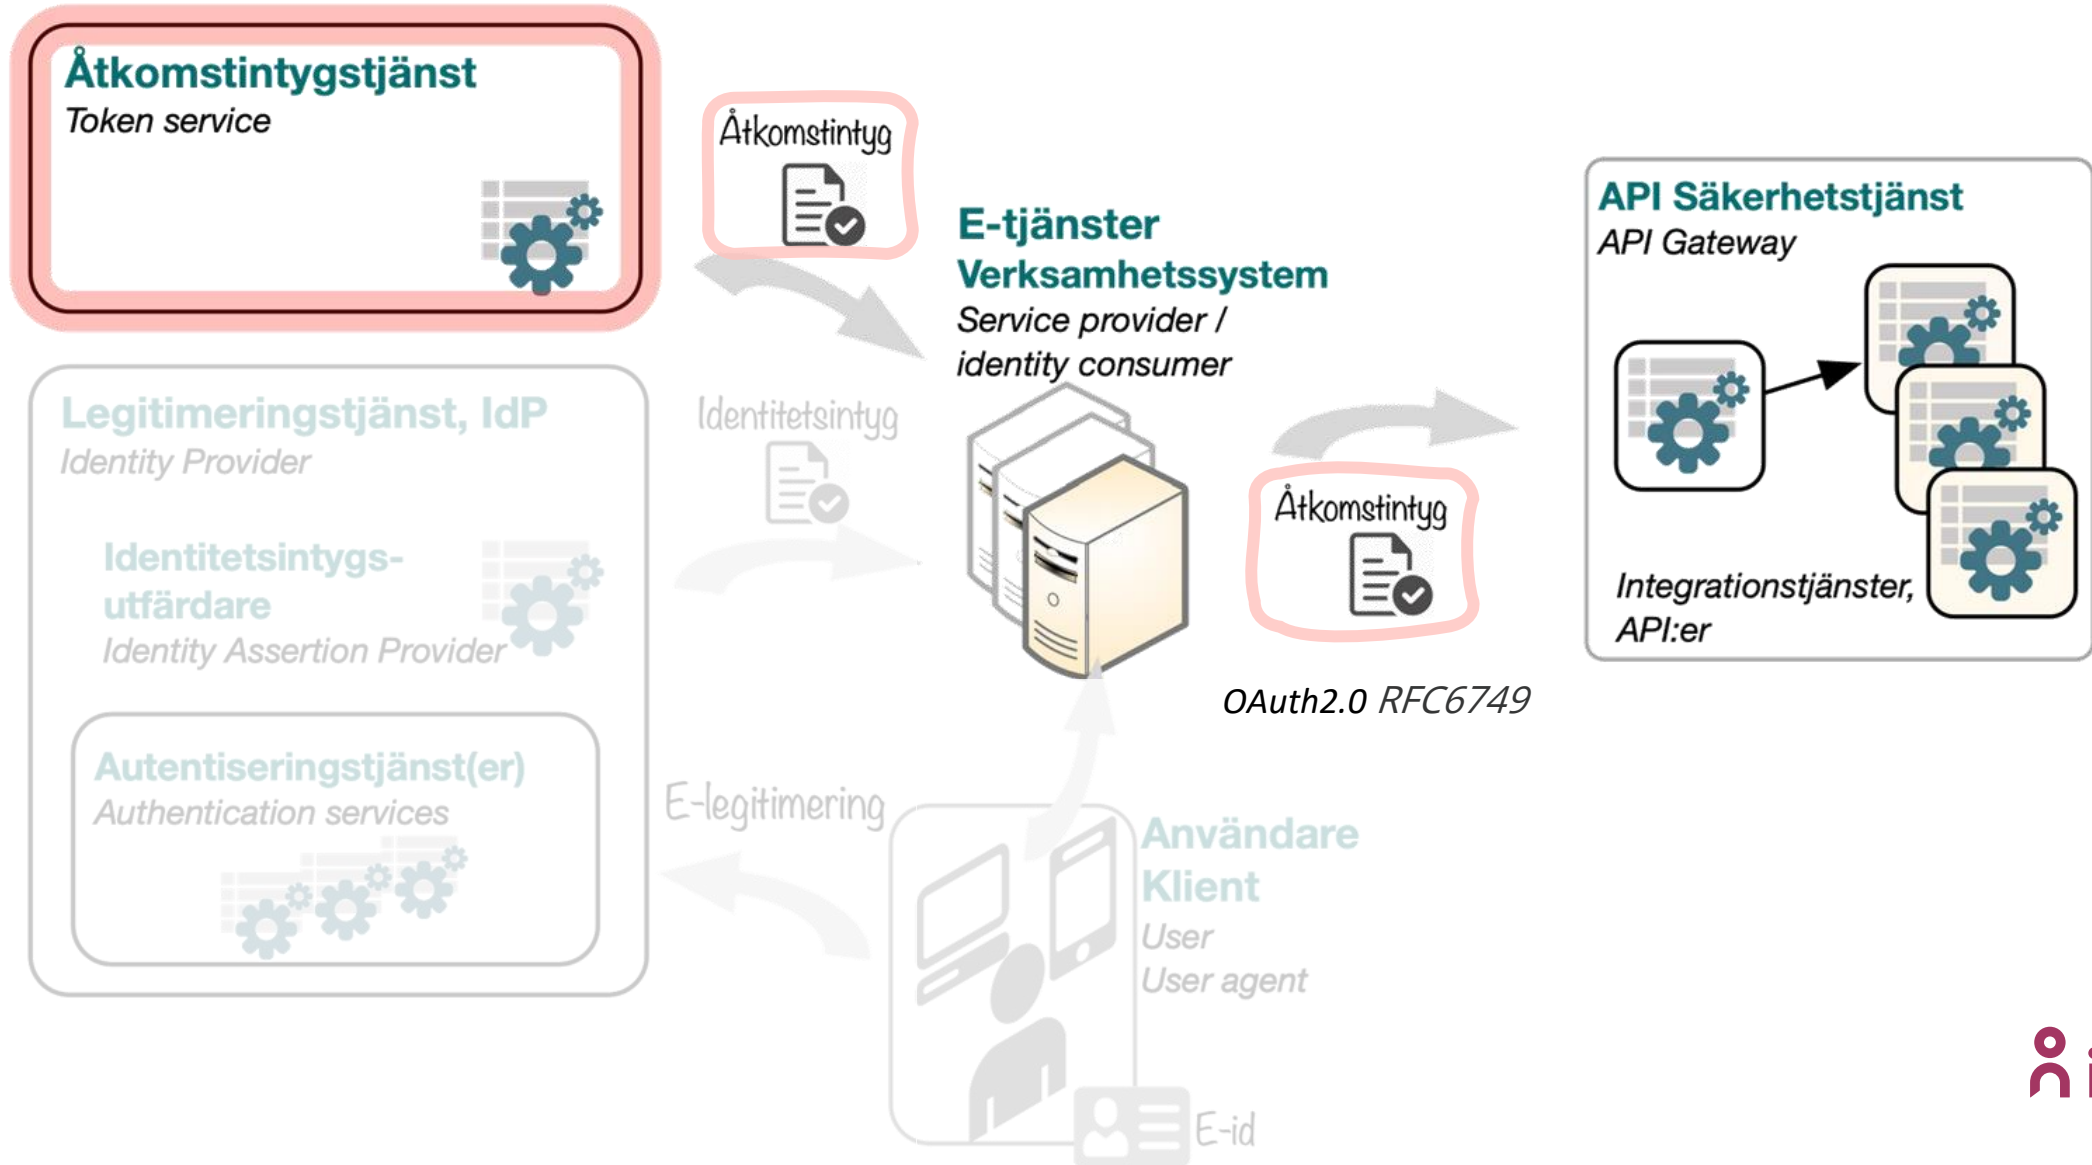 Åtkomstintygstjänst
Token service
Åtkomstintyg
E-tjänster
Verksamhetssystem
Service provider /
identity consumer
API Säkerhetstjänst
API Gateway
Integrationstjänster,
API:er
Legitimeringstjänst, IdP
Identity Provider
Identitetsintyg
Identitetsintygs-
utfärdare
Identity Assertion Provider
Åtkomstintyg
OAuth2.0 RFC6749
Autentiseringstjänst(er)
Authentication services
E-legitimering
Användare
Klient
User
User agent
E-id